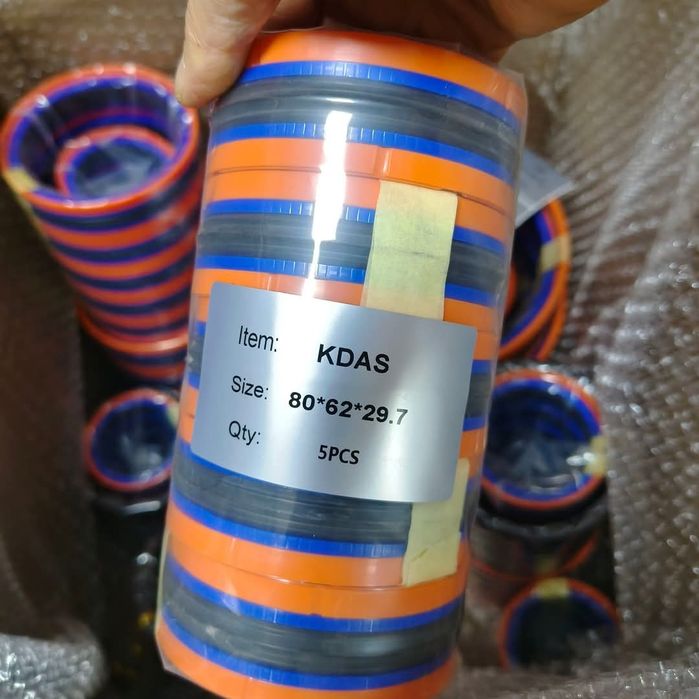 Item: KDAS
Size: 80*62*29.7
Qty: 5PCS